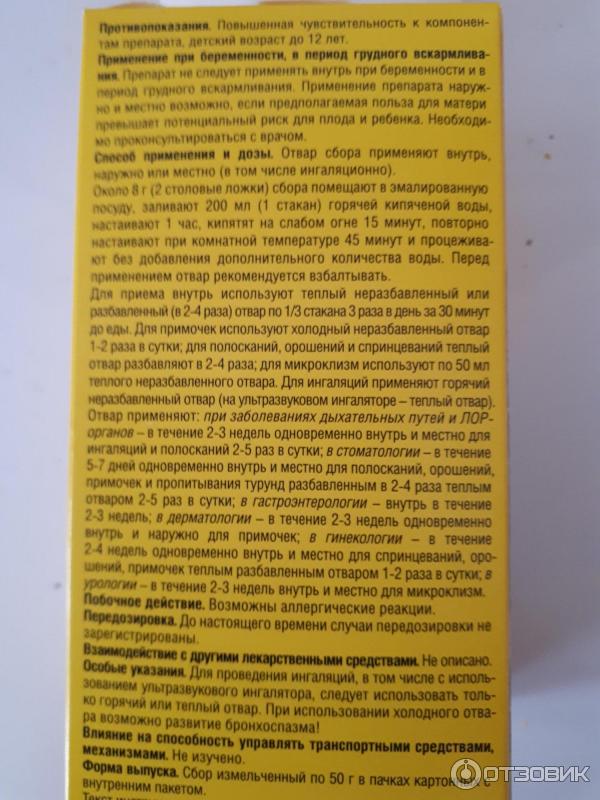 Противопоказания. Повышенная чувствительность к компонен-
там препарата, детский возраст до 12 лет.
Применение при беременности, в период грудного вскармлива-
ния. Препарат не следует применять внутрь при беременности и в
период грудного вскармливания. Применение препарата наруж-
но и местно возможно, если предполагаемая польза для матери
превышает потенциальный риск для плода и ребенка. Необходи-
мо проконсультироваться с врачом.
Способ применения и дозы. Отвар сбора применяют внутрь,
наружно или местно (в том числе ингаляционно).
Около 8 г (2 столовые ложки) сбора помещают в эмалированную
посуду, заливают 200 мл (1 стакан) горячей кипяченой воды,
настаивают 1 час, кипятят на слабом огне 15 минут, повторно
настаивают при комнатной температуре 45 минут и процежива-
ют без добавления дополнительного количества воды. Перед
применением отвар рекомендуется взбалтывать.
Для приема внутрь используют теплый неразбавленный или
разбавленный (в 2-4 раза) отвар по 1/3 стакана 3 раза в день за 30 минут
до еды. Для примочек используют холодный неразбавленный отвар
1-2 раза в сутки; для полосканий, орошений и спринцеваний теплый
отвар разбавляют в 2-4 раза; для микроклизм используют по 50 мл
теплого неразбавленного отвара. Для ингаляций применяют горячий
неразбавленный отвар (на ультразвуковом ингаляторе – теплый отвар).
Отвар применяют: при заболеваниях дыхательных путей и ЛОР-
органов – в течение 2-3 недель одновременно внутрь и местно для
ингаляций и полосканий 2-5 раз в сутки; в стоматологии – в течение
5-7 дней одновременно внутрь и местно для полосканий, орошений,
примочек и пропитывания турунд разбавленным в 2-4 раза теплым
отваром 2-5 раз в сутки; в гастроэнтерологии – внутрь в течение
2-3 недель; в дерматологии – в течение 2-3 недель одновременно
внутрь и наружно для примочек; в гинекологии – в течение
2-4 недель одновременно внутрь и местно для спринцеваний, оро-
шений, примочек теплым разбавленным отваром 1-2 раза в сутки; в
урологии – в течение 2-3 недель внутрь и местно для микроклизм.
Побочное действие. Возможны аллергические реакции.
Передозировка. До настоящего времени случаи передозировки не
зарегистрированы.
Взаимодействие с другими лекарственными средствами. Не описано.
Особые указания. Для проведения ингаляций, в том числе с исполь-
зованием ультразвукового ингалятора, следует использовать толь-
ко горячий или теплый отвар. При использовании холодного отва-
ра возможно развитие бронхоспазма!
Влияние на способность управлять транспортными средствами,
механизмами. Не изучено.
Форма выпуска. Сбор измельченный по 50 г в пачках картонных с
внутренним пакетом.
Текст
ОТЗОВИК